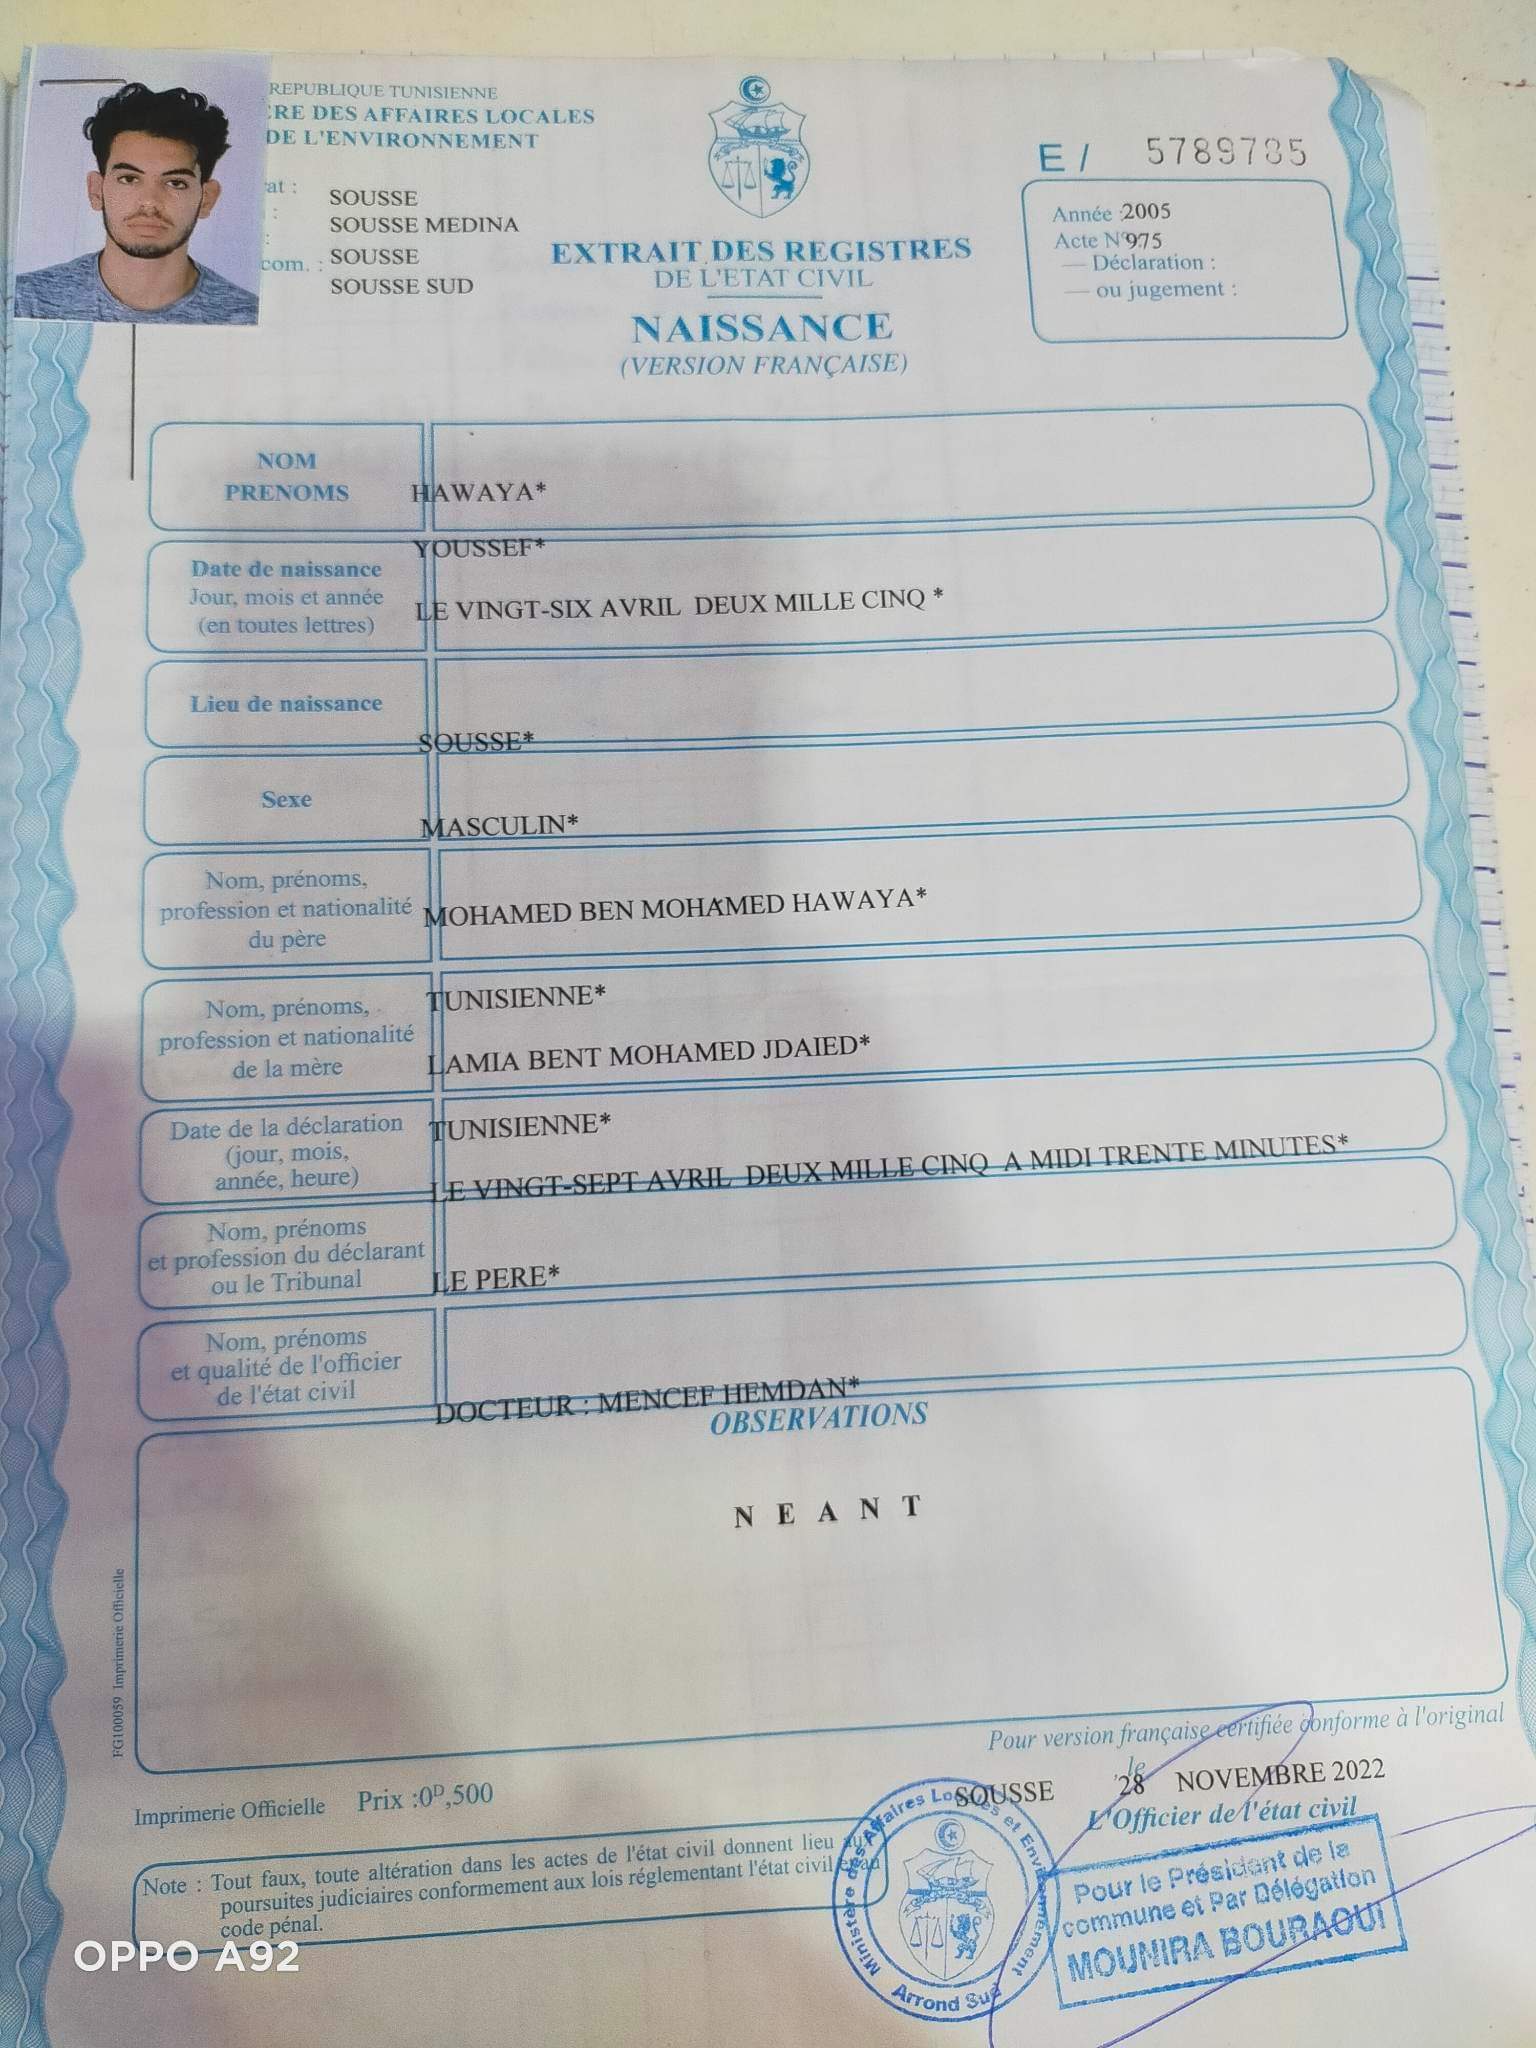 REPUBLIQUE TUNISIENNE
ERE DES AFFAIRES LOCALES
DE L'ENVIRONNEMENT
at : SOUSSE
: SOUSSE MEDINA
: SOUSSE
com. : SOUSSE SUD
E / 5789785
Année : 2005
Acte N° 975
— Déclaration :
— ou jugement :
EXTRAIT DES REGISTRES
DE L'ETAT CIVIL
NAISSANCE
(VERSION FRANÇAISE)
NOM
PRENOMS
HAWAYA*
YOUSSEF*
Date de naissance
Jour, mois et année
(en toutes lettres)
LE VINGT-SIX AVRIL DEUX MILLE CINQ *
Lieu de naissance
SOUSSE*
Sexe
MASCULIN*
Nom, prénoms,
profession et nationalité
du père
MOHAMED BEN MOHAMED HAWAYA*
TUNISIENNE*
Nom, prénoms,
profession et nationalité
de la mère
LAMIA BENT MOHAMED JDAIED*
TUNISIENNE*
Date de la déclaration
(jour, mois,
année, heure)
LE VINGT-SEPT AVRIL DEUX MILLE CINQ A MIDI TRENTE MINUTES*
Nom, prénoms
et profession du déclarant
ou le Tribunal
LE PERE*
Nom, prénoms
et qualité de l'officier
de l'état civil
DOCTEUR : MENCEF HEMDAN*
OBSERVATIONS
N E A N T
FG100059 Imprimerie Officielle
Pour version française certifiée conforme à l'original
SOUSSE le 28 NOVEMBRE 2022
L'Officier de l'état civil
Imprimerie Officielle Prix :0D,500
Note : Tout faux, toute altération dans les actes de l'état civil donnent lieu aux
poursuites judiciaires conformement aux lois réglementant l'état civil et au
code pénal.
Ministère des Affaires Locales et Environnement
Arrond Sud
Pour le Président de la
commune et Par Délégation
MOUNIRA BOURAOUI
OPPO A92